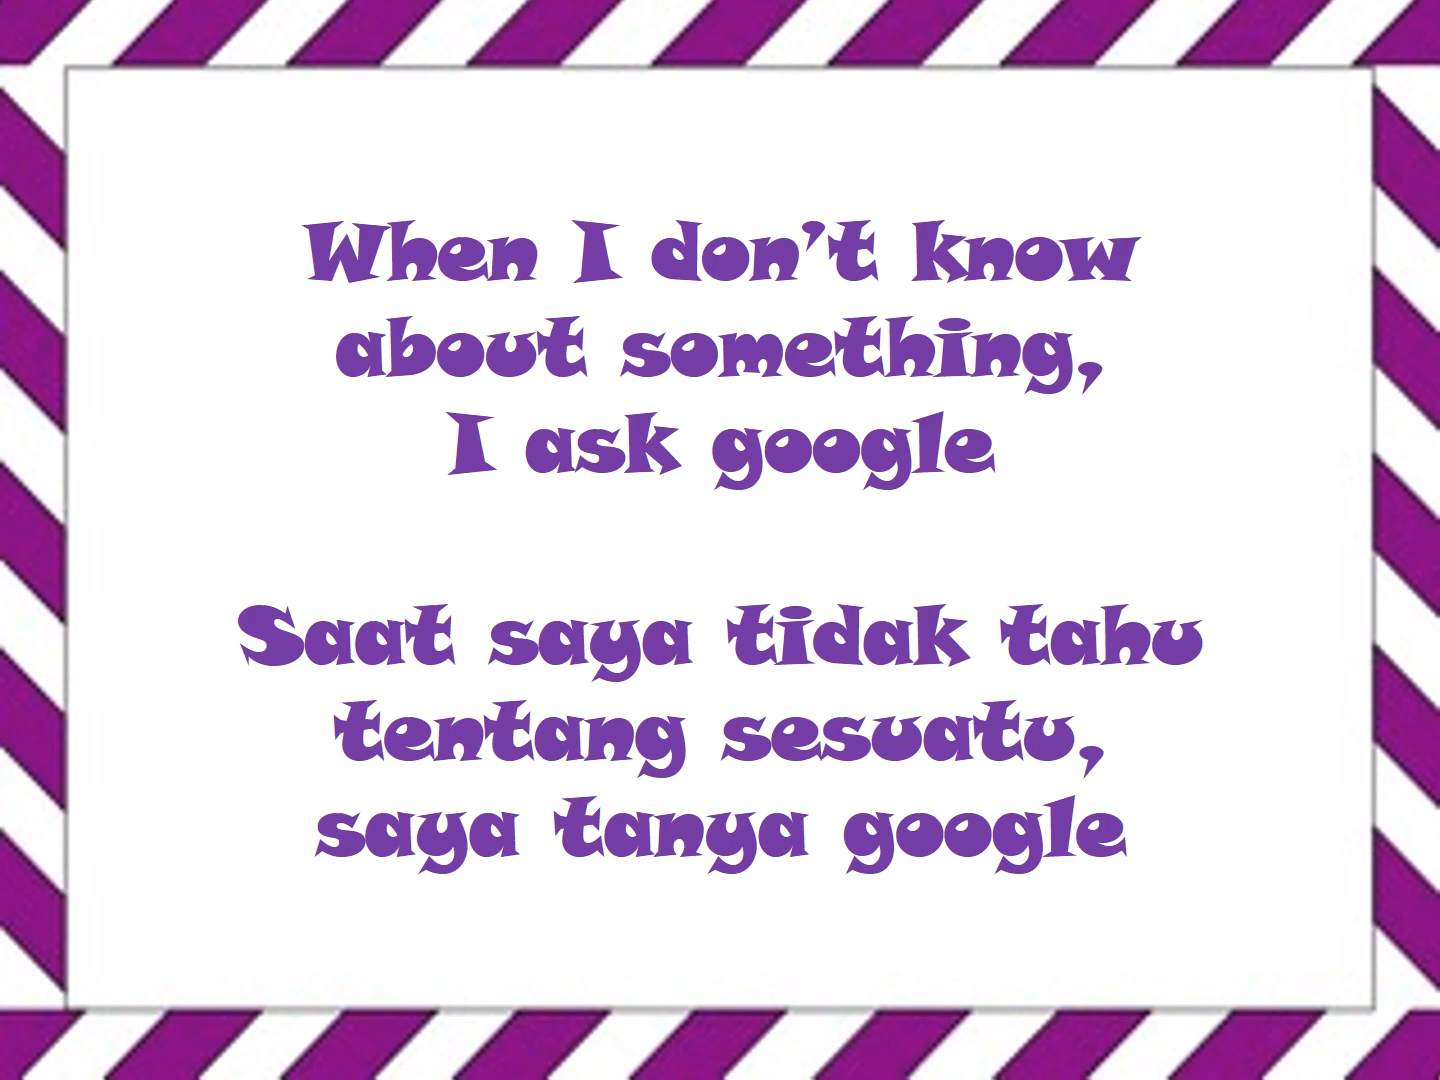 When I don’t know
about something,
I ask google
Saat saya tidak tahu
tentang sesuatu,
saya tanya google